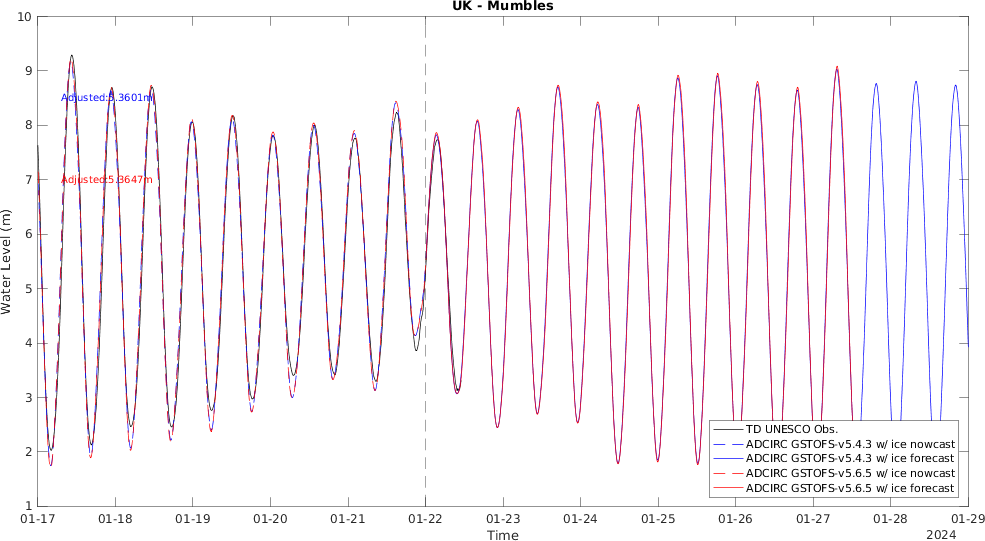 UK - Mumbles
10
9
8
7
6
5
4
3
2
1
Water Level (m)
Adjusted:5.3601m
Adjusted:5.3647m
TD UNESCO Obs.
ADCIRC GSTOFS-v5.4.3 w/ ice nowcast
ADCIRC GSTOFS-v5.4.3 w/ ice forecast
ADCIRC GSTOFS-v5.6.5 w/ ice nowcast
ADCIRC GSTOFS-v5.6.5 w/ ice forecast
01-17 01-18 01-19 01-20 01-21 01-22 01-23 01-24 01-25 01-26 01-27 01-28 01-29
Time 2024